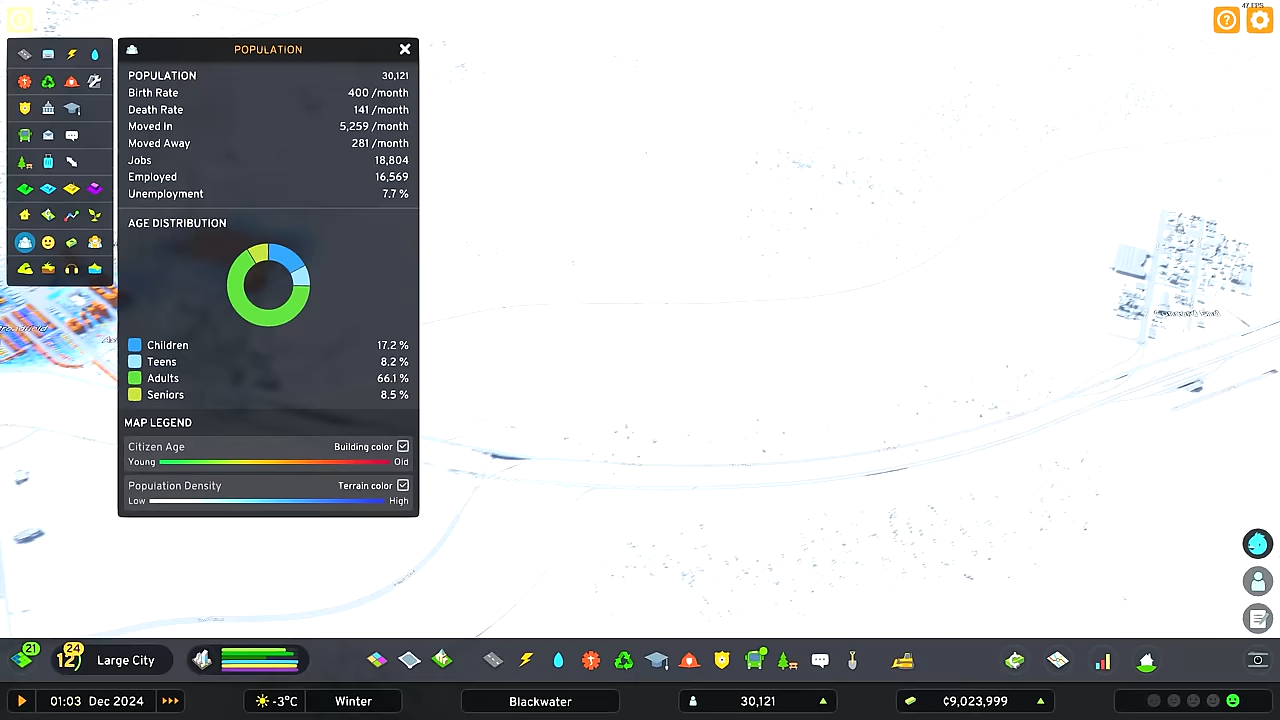 47 FPS
POPULATION
POPULATION 30,121
Birth Rate 400 /month
Death Rate 141 /month
Moved In 5,259 /month
Moved Away 281 /month
Jobs 18,804
Employed 16,569
Unemployment 7.7 %
AGE DISTRIBUTION
Children 17.2 %
Teens 8.2 %
Adults 66.1 %
Seniors 8.5 %
MAP LEGEND
Citizen Age Building color
Young Old
Population Density Terrain color
Low High
21
24
12 Large City
01:03 Dec 2024
-3°C Winter
Blackwater
30,121
¢9,023,999